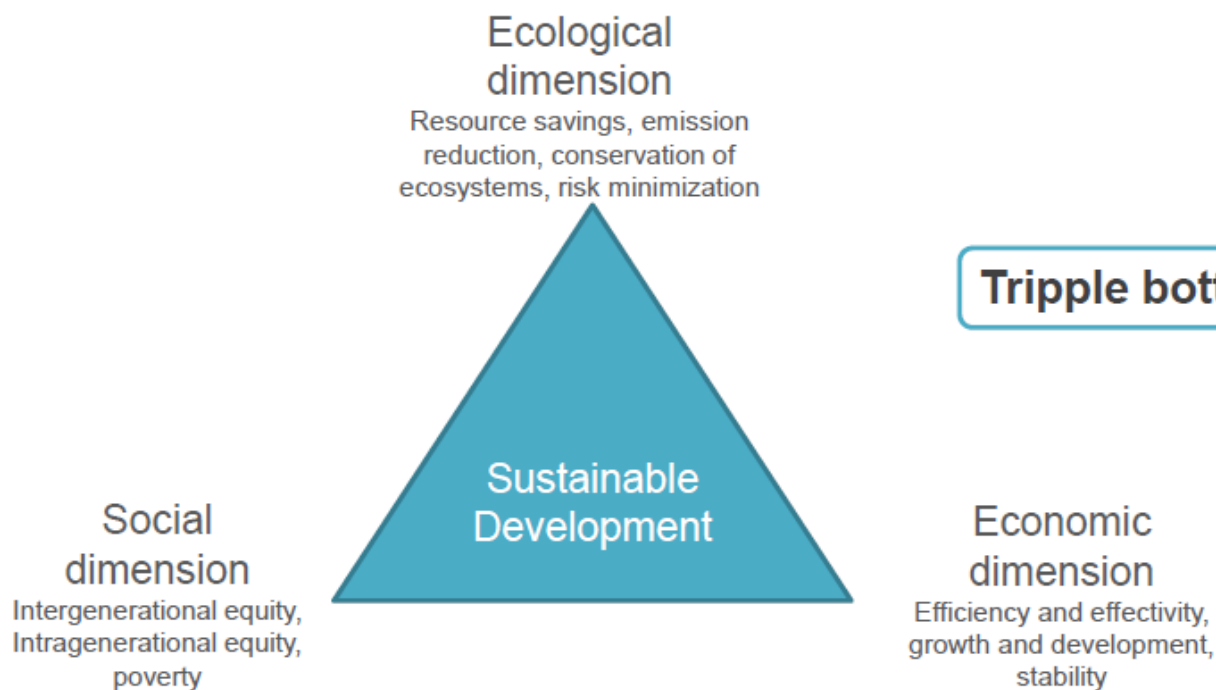 Ecological
dimension
Resource savings, emission
reduction, conservation of
ecosystems, risk minimization
Tripple bott
Sustainable
Development
Social
dimension
Intergenerational equity,
Intragenerational equity,
poverty
Economic
dimension
Efficiency and effectivity,
growth and development,
stability